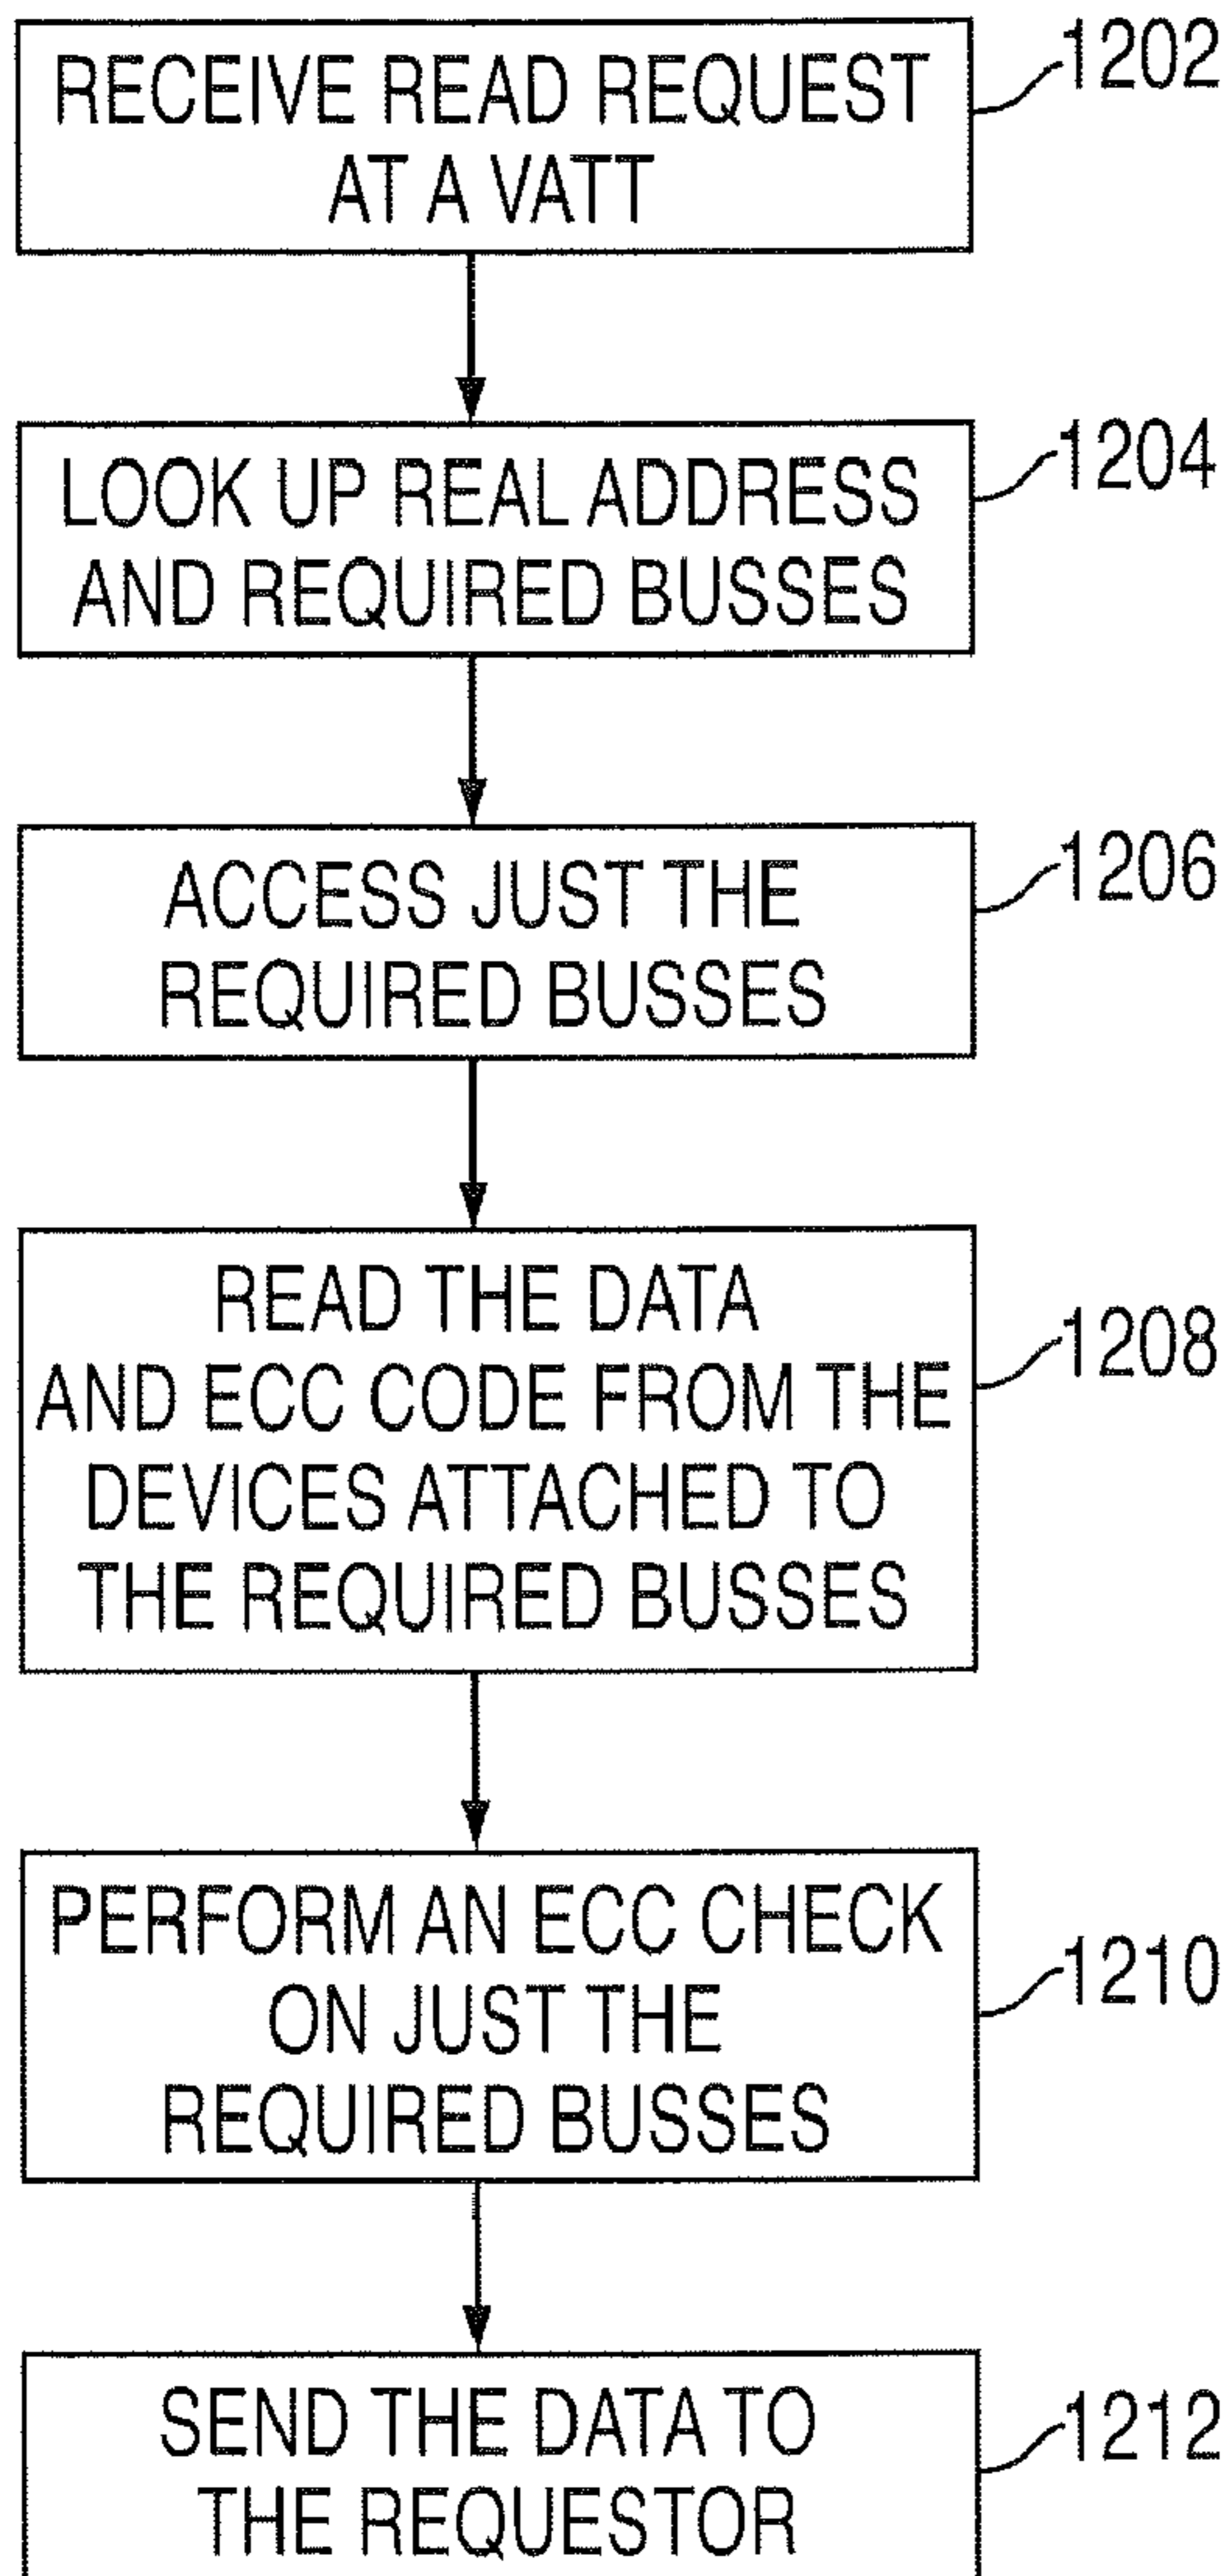 RECEIVE READ REQUEST
AT A VATT
1202
LOOK UP REAL ADDRESS
AND REQUIRED BUSSES
1204
ACCESS JUST THE
REQUIRED BUSSES
1206
READ THE DATA
AND ECC CODE FROM THE
DEVICES ATTACHED TO
THE REQUIRED BUSSES
1208
PERFORM AN ECC CHECK
ON JUST THE
REQUIRED BUSSES
1210
SEND THE DATA TO
THE REQUESTOR
1212